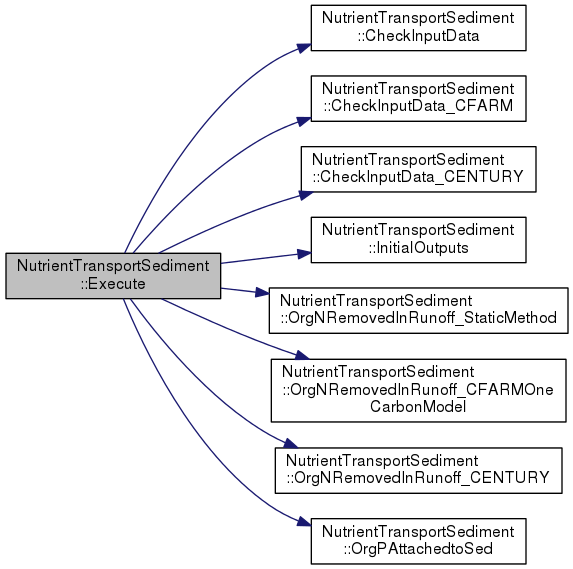 NutrientTransportSediment
::CheckInputData
NutrientTransportSediment
::CheckInputData_CFARM
NutrientTransportSediment
::CheckInputData_CENTURY
NutrientTransportSediment
::InitialOutputs
NutrientTransportSediment
::Execute
NutrientTransportSediment
::OrgNRemovedInRunoff_StaticMethod
NutrientTransportSediment
::OrgNRemovedInRunoff_CFARMOne
CarbonModel
NutrientTransportSediment
::OrgNRemovedInRunoff_CENTURY
NutrientTransportSediment
::OrgPAttachedtoSed